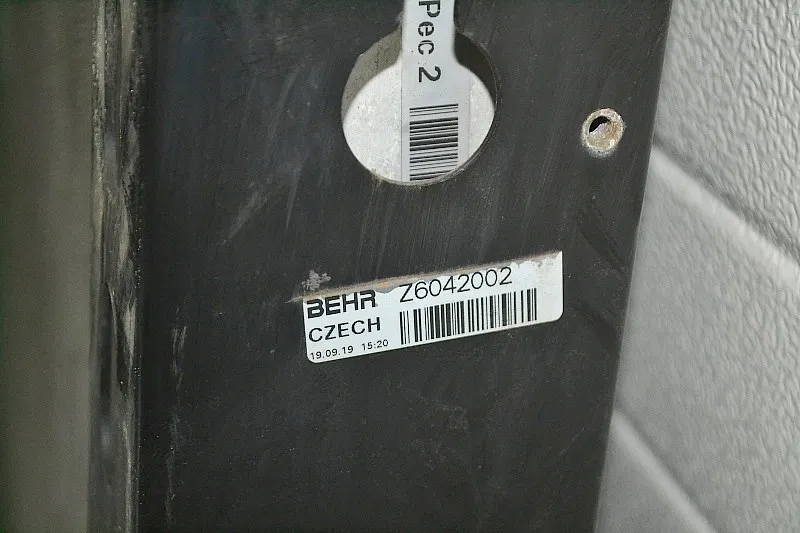 Pec 2
BEHR Z6042002
CZECH
19.09.19 15:20